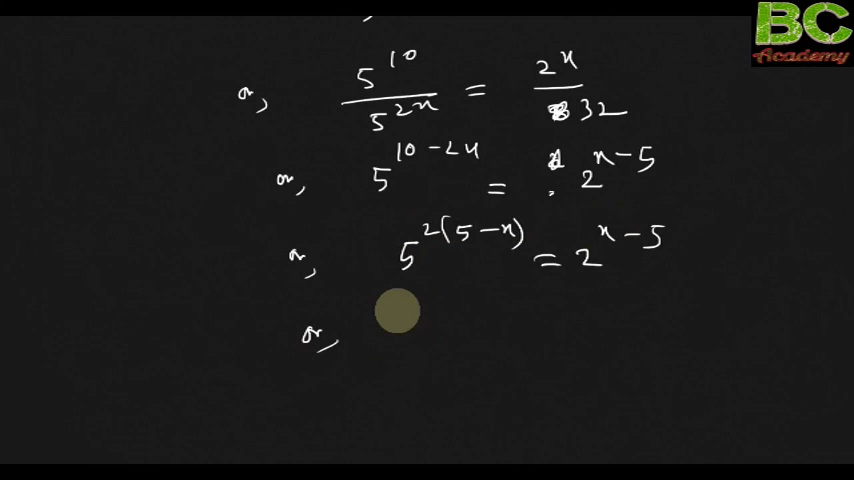 BC
Academy
or, 5^10 / 5^2x = 2^x / 32
or, 5^10-2x = 2^x-5
or, 5^2(5-x) = 2^x-5
or,